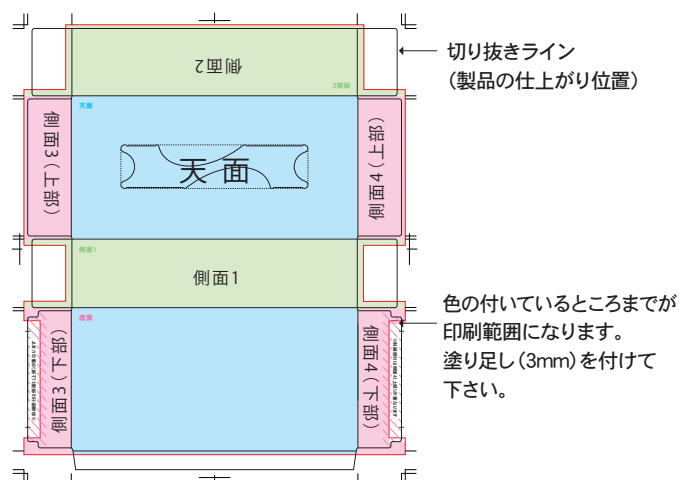 側面2
側面2
切り抜きライン
(製品の仕上がり位置)
天面
側面3(上部)
天 面
側面4(上部)
側面1
側面1
色の付いているところまでが
印刷範囲になります。
塗り足し(3mm)を付けて
下さい。
底面
側面3(下部)
側面4(下部)